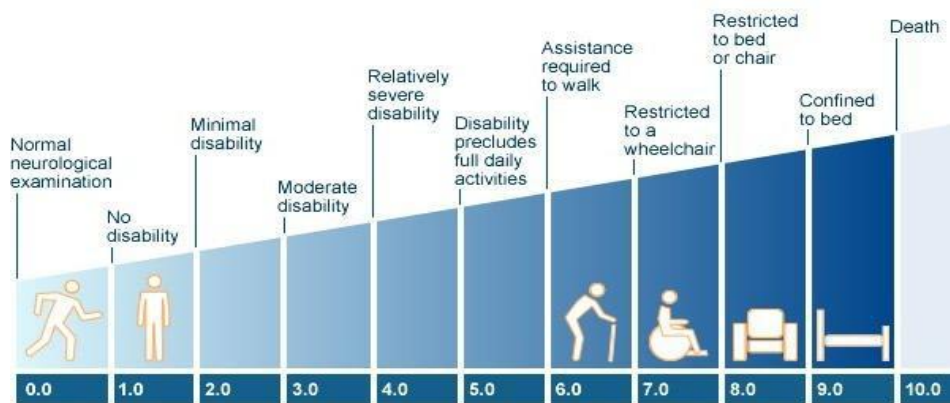 Normal
neurological
examination
No
disability
Minimal
disability
Moderate
disability
Relatively
severe
disability
Disability
precludes
full daily
activities
Assistance
required
to walk
Restricted
to a
wheelchair
Restricted
to bed
or chair
Confined
to bed
Death
0.0 1.0 2.0 3.0 4.0 5.0 6.0 7.0 8.0 9.0 10.0